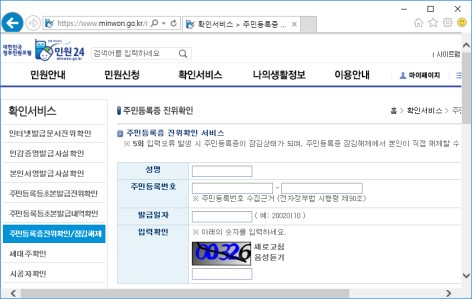 https://www.minwon.go.kr/
확인서비스 > 주민등록증 ...
대한민국 정부민원포털 민원24 minwon.go.kr
검색어를 입력하세요
사이트맵
민원안내 민원신청 확인서비스 나의생활정보 이용안내 마이페이지
확인서비스
인터넷발급문서진위확인
인감증명발급사실확인
본인서명발급사실확인
주민등록등초본발급진위확인
주민등록등초본발급내역확인
주민등록증진위확인/잠김해제
세대주확인
시공자확인
주민등록증 진위확인
홈 > 확인서비스 > 주민
주민등록증 진위확인 서비스
※ 5회 입력오류 발생 시 주민등록증이 잠김상태가 되며, 주민등록증 잠김해제에서 본인이 직접 해제할 수
성명
주민등록번호 -
※ 주민등록번호 수집근거 (전자정부법 시행령 제90조)
발급일자 ( 예: 20020110 )
입력확인 ※ 아래의 숫자를 입력하세요.
00326
새로고침
음성듣기